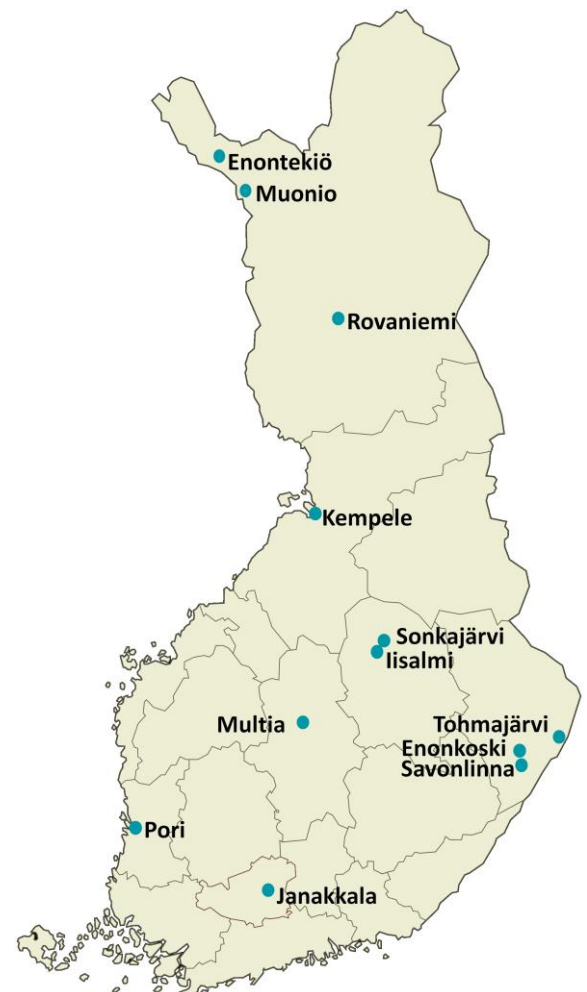 Enontekiö
Muonio
Rovaniemi
Kempele
Sonkajärvi
Iisalmi
Multia
Tohmajärvi
Enonkoski
Savonlinna
Pori
Janakkala